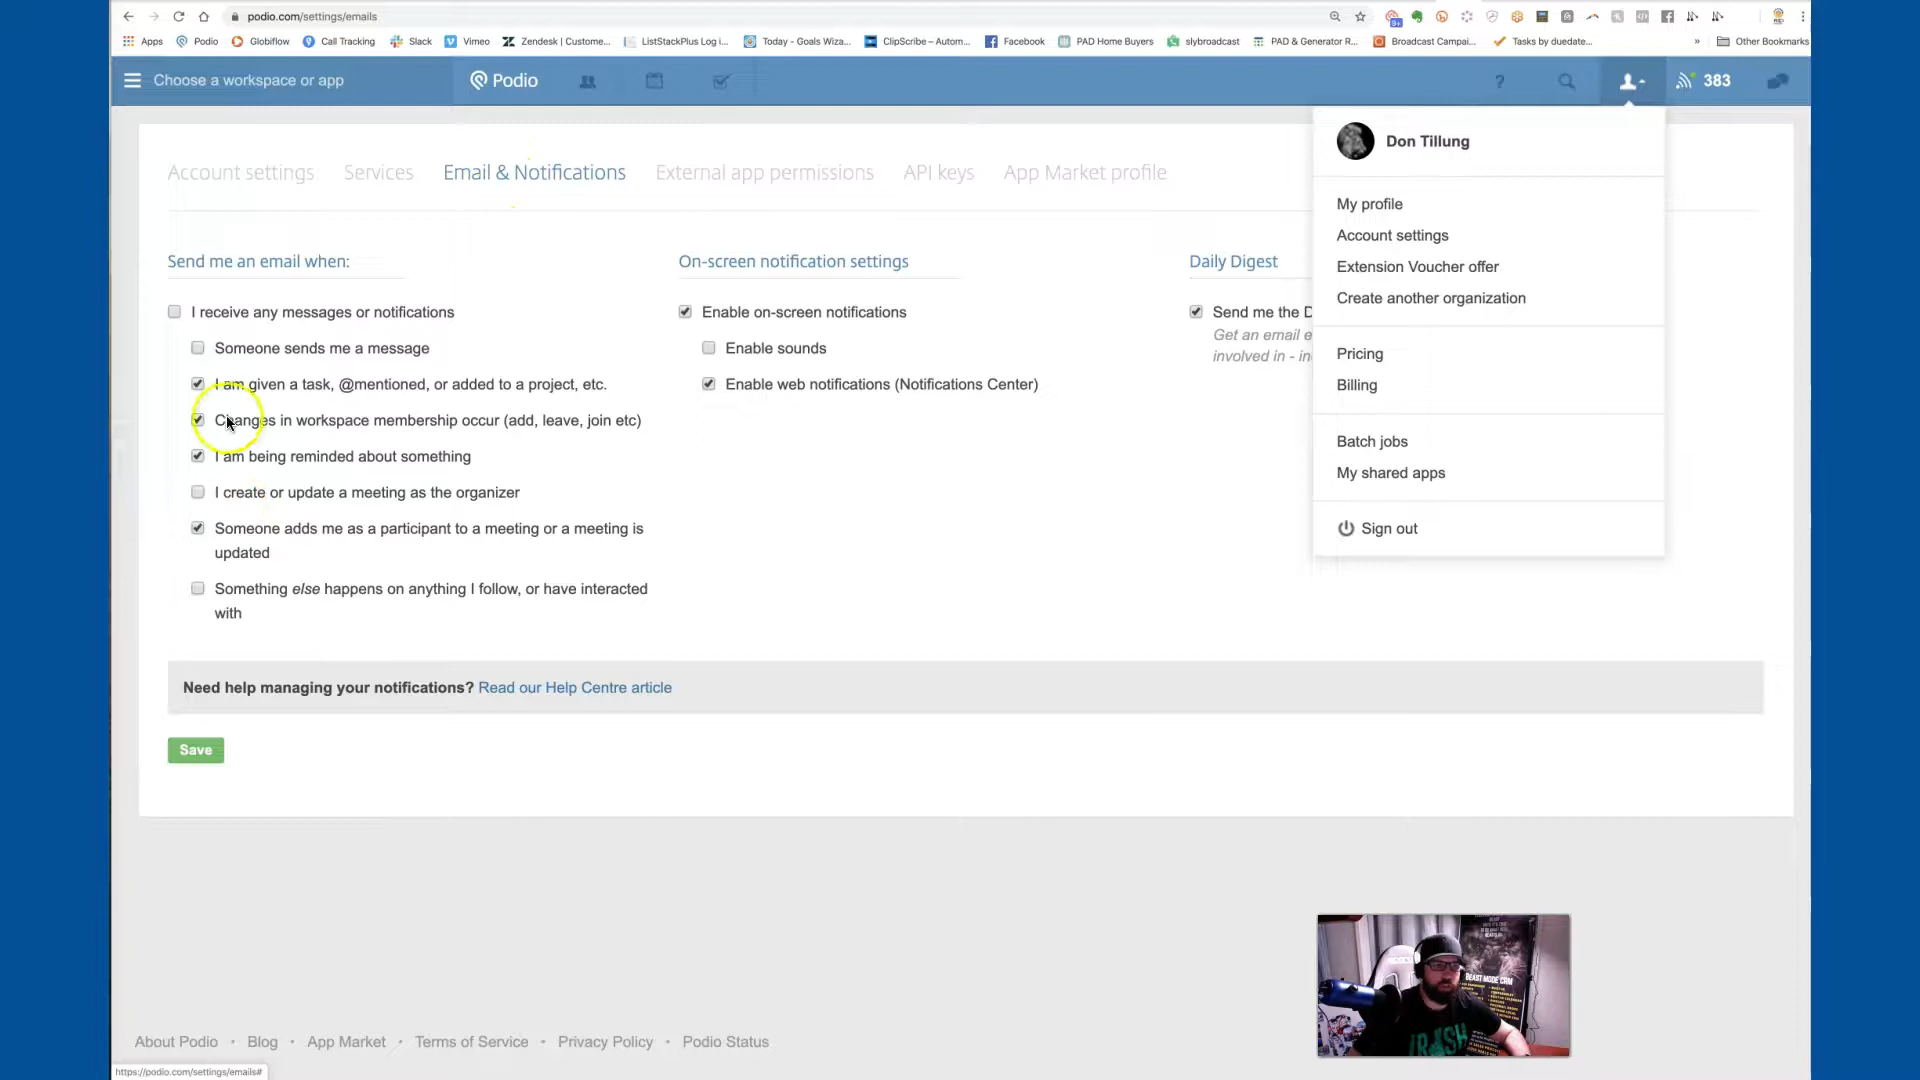 podio.com/settings/emails
9+
Apps Podio Globiflow Call Tracking Slack Vimeo Zendesk | Custome... ListStackPlus Log i... Today - Goals Wiza... ClipScribe – Autom... Facebook PAD Home Buyers slybroadcast PAD & Generator R... Broadcast Campai... Tasks by duedate... » Other Bookmarks
Choose a workspace or app Podio ? 383
Don Tillung
Account settings Services Email & Notifications External app permissions API keys App Market profile
My profile
Account settings
Extension Voucher offer
Create another organization
Pricing
Billing
Batch jobs
My shared apps
Sign out
Send me an email when:
I receive any messages or notifications
Someone sends me a message
I am given a task, @mentioned, or added to a project, etc.
Changes in workspace membership occur (add, leave, join etc)
I am being reminded about something
I create or update a meeting as the organizer
Someone adds me as a participant to a meeting or a meeting is
updated
Something else happens on anything I follow, or have interacted
with
On-screen notification settings
Enable on-screen notifications
Enable sounds
Enable web notifications (Notifications Center)
Daily Digest
Send me the D
Get an email e
involved in - in
Need help managing your notifications? Read our Help Centre article
Save
BEAST MODE CRM
About Podio • Blog • App Market • Terms of Service • Privacy Policy • Podio Status
https://podio.com/settings/emails#